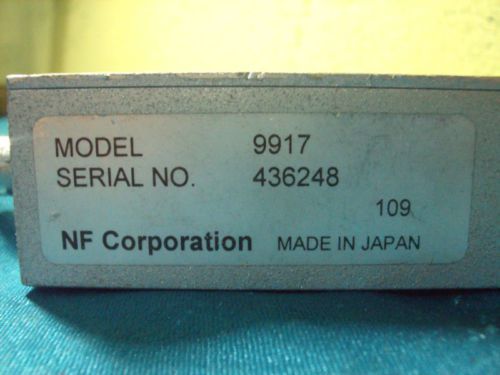 MODEL 9917
SERIAL NO. 436248
109
NF Corporation MADE IN JAPAN